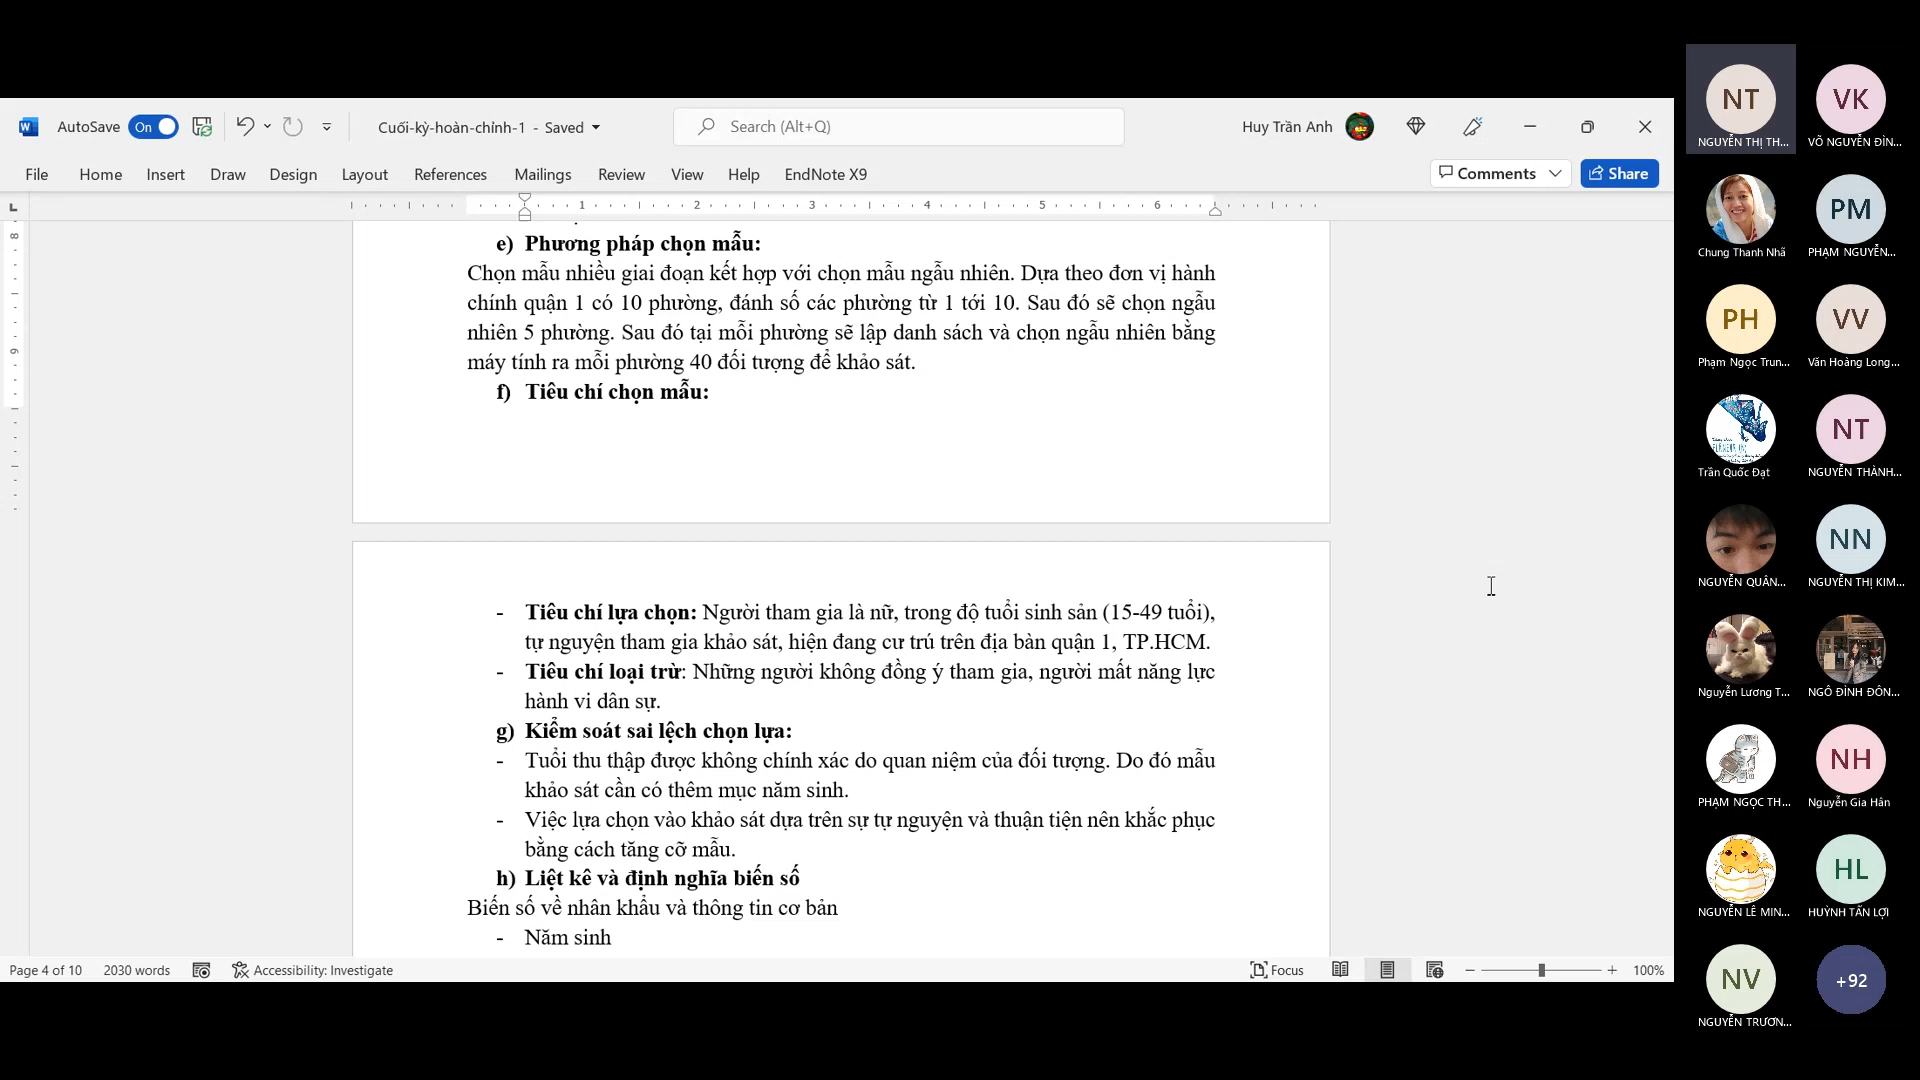 AutoSave On Cuối-kỳ-hoàn-chỉnh-1 - Saved Search (Alt+Q) Huy Trần Anh
File Home Insert Draw Design Layout References Mailings Review View Help EndNote X9 Comments Share
1 2 3 4 5 6
8
9
e) Phương pháp chọn mẫu:
Chọn mẫu nhiều giai đoạn kết hợp với chọn mẫu ngẫu nhiên. Dựa theo đơn vị hành
chính quận 1 có 10 phường, đánh số các phường từ 1 tới 10. Sau đó sẽ chọn ngẫu
nhiên 5 phường. Sau đó tại mỗi phường sẽ lập danh sách và chọn ngẫu nhiên bằng
máy tính ra mỗi phường 40 đối tượng để khảo sát.
f) Tiêu chí chọn mẫu:
- Tiêu chí lựa chọn: Người tham gia là nữ, trong độ tuổi sinh sản (15-49 tuổi),
tự nguyện tham gia khảo sát, hiện đang cư trú trên địa bàn quận 1, TP.HCM.
- Tiêu chí loại trừ: Những người không đồng ý tham gia, người mất năng lực
hành vi dân sự.
g) Kiểm soát sai lệch chọn lựa:
- Tuổi thu thập được không chính xác do quan niệm của đối tượng. Do đó mẫu
khảo sát cần có thêm mục năm sinh.
- Việc lựa chọn vào khảo sát dựa trên sự tự nguyện và thuận tiện nên khắc phục
bằng cách tăng cỡ mẫu.
h) Liệt kê và định nghĩa biến số
Biến số về nhân khẩu và thông tin cơ bản
- Năm sinh
Page 4 of 10 2030 words Accessibility: Investigate Focus 100%
NT VK
NGUYỄN THỊ TH... VÕ NGUYỄN ĐÌN...
PM
Chung Thanh Nhã PHẠM NGUYỄN...
PH VV
Phạm Ngọc Trun... Văn Hoàng Long...
NT
Trần Quốc Đạt NGUYỄN THÀNH...
NN
NGUYỄN QUÂN... NGUYỄN THỊ KIM...
Nguyễn Lương T... NGÔ ĐÌNH ĐÔN...
NH
PHẠM NGỌC TH... Nguyễn Gia Hân
HL
NGUYỄN LÊ MIN... HUỲNH TẤN LỢI
NV +92
NGUYỄN TRƯƠN...